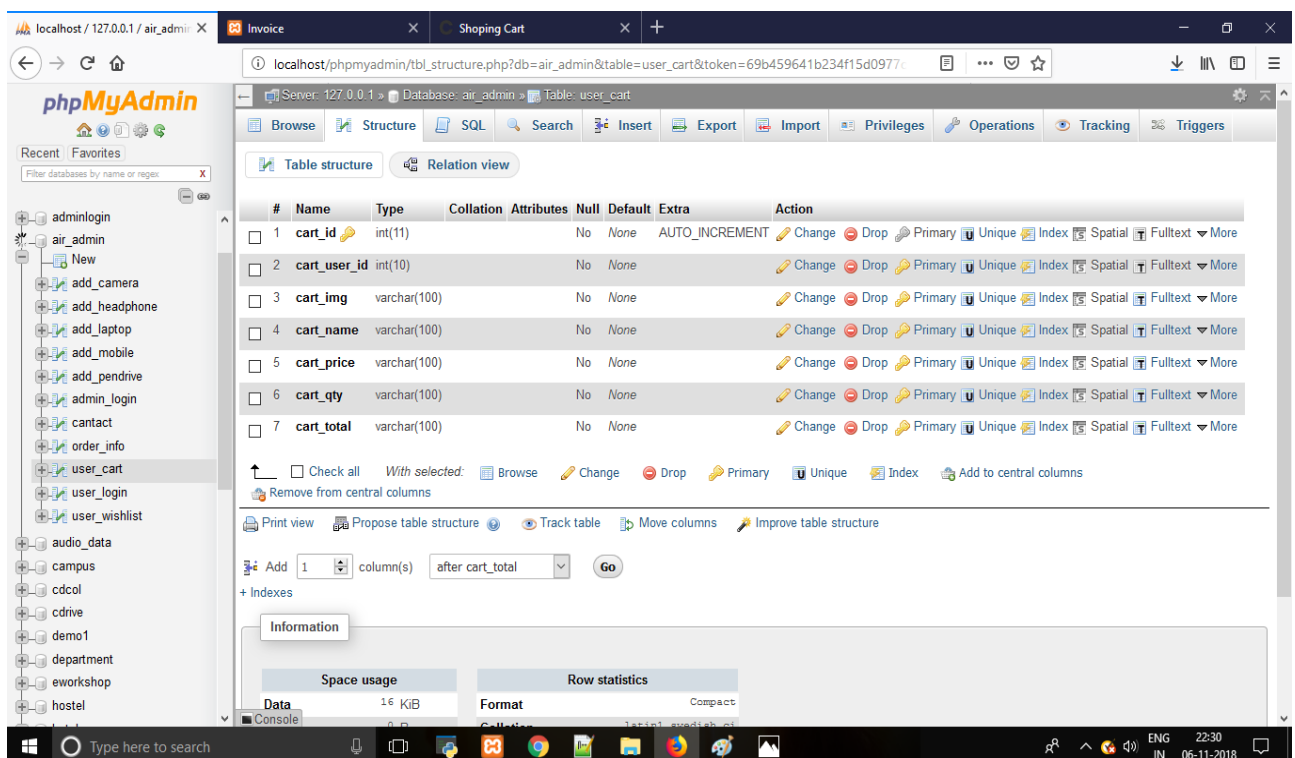 localhost / 127.0.0.1 / air_admir
Invoice
Shoping Cart
localhost/phpmyadmin/tbl_structure.php?db=air_admin&table=user_cart&token=69b459641b234f15d0977
phpMyAdmin
Recent Favorites
Filter databases by name or regex X
adminlogin
air_admin
New
add_camera
add_headphone
add_laptop
add_mobile
add_pendrive
admin_login
cantact
order_info
user_cart
user_login
user_wishlist
audio_data
campus
cdcol
cdrive
demo1
department
eworkshop
hostel
Server: 127.0.0.1 » Database: air_admin » Table: user_cart
Browse Structure SQL Search Insert Export Import Privileges Operations Tracking Triggers
Table structure Relation view
# Name Type Collation Attributes Null Default Extra Action
1 cart_id int(11) No None AUTO_INCREMENT Change Drop Primary Unique Index Spatial Fulltext More
2 cart_user_id int(10) No None Change Drop Primary Unique Index Spatial Fulltext More
3 cart_img varchar(100) No None Change Drop Primary Unique Index Spatial Fulltext More
4 cart_name varchar(100) No None Change Drop Primary Unique Index Spatial Fulltext More
5 cart_price varchar(100) No None Change Drop Primary Unique Index Spatial Fulltext More
6 cart_qty varchar(100) No None Change Drop Primary Unique Index Spatial Fulltext More
7 cart_total varchar(100) No None Change Drop Primary Unique Index Spatial Fulltext More
Check all With selected: Browse Change Drop Primary Unique Index Add to central columns
Remove from central columns
Print view Propose table structure Track table Move columns Improve table structure
Add 1 column(s) after cart_total Go
+ Indexes
Information
Space usage Row statistics
Data 16 KiB Format Compact
Console
Type here to search
ENG 22:30
IN 06-11-2018